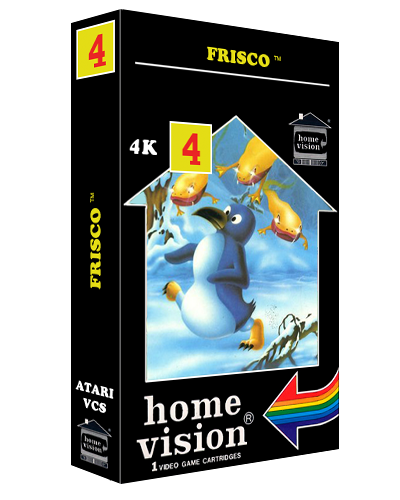 4
FRISCO ™
ATARI
VCS
home
vision
FRISCO ™
4K
4
home
vision
home
vision®
1 VIDEO GAME CARTRIDGES